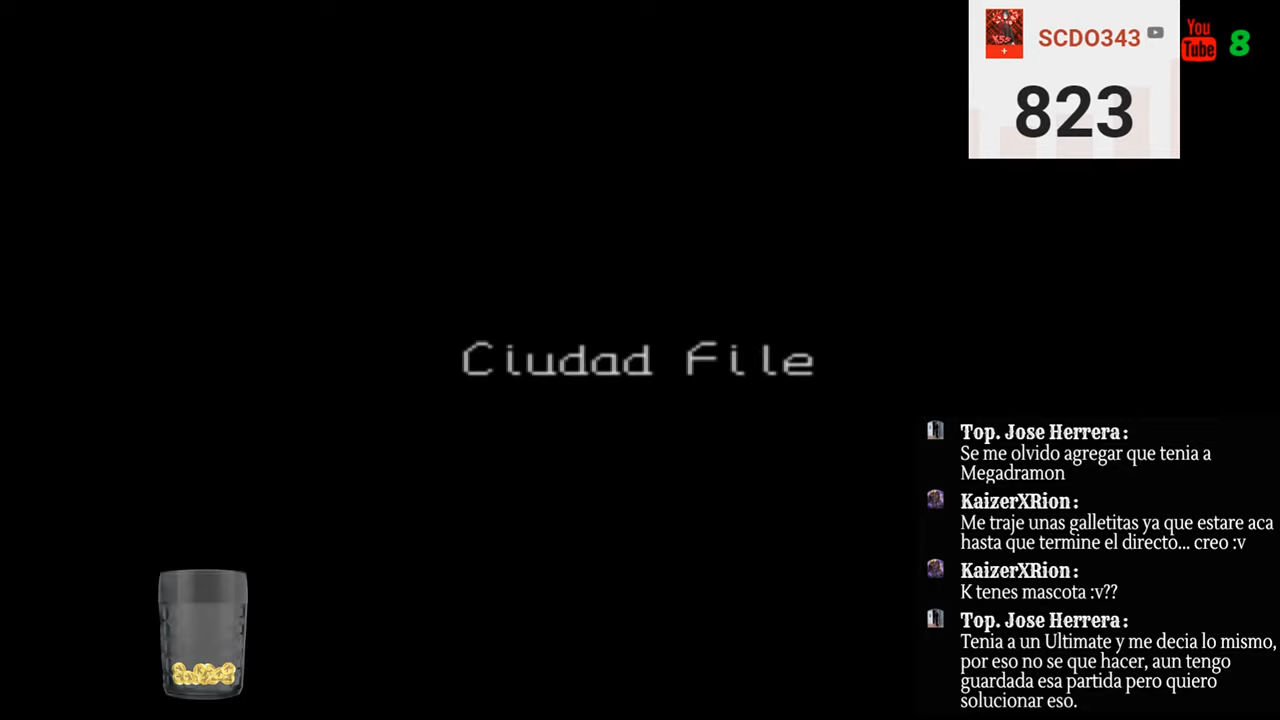 SCDO343
You
Tube
8
823
Ciudad File
Top. Jose Herrera:
Se me olvido agregar que tenia a
Megadramon
KaizerXRion:
Me traje unas galletitas ya que estare aca
hasta que termine el directo... creo :v
KaizerXRion:
K tenes mascota :v??
Top. Jose Herrera:
Tenia a un Ultimate y me decia lo mismo,
por eso no se que hacer, aun tengo
guardada esa partida pero quiero
solucionar eso.